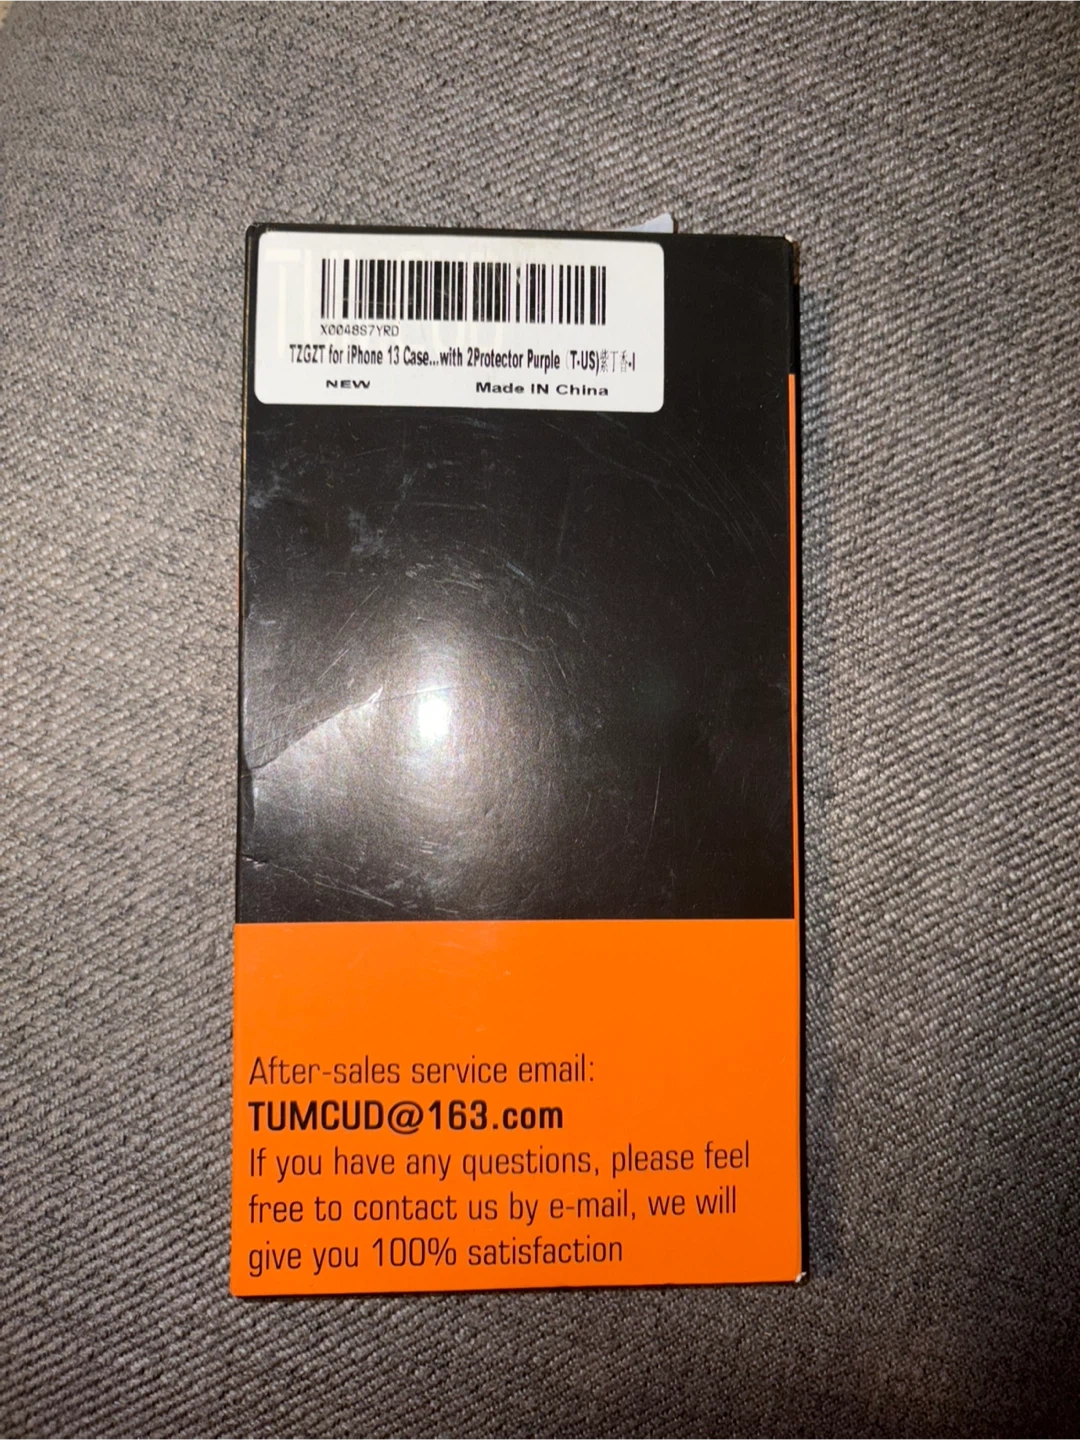 X0048S7YRD
TZGZT for iPhone 13 Case...with 2Protector Purple (T-US)紫丁香-I
NEW Made IN China
After-sales service email:
TUMCUD@163.com
If you have any questions, please feel
free to contact us by e-mail, we will
give you 100% satisfaction